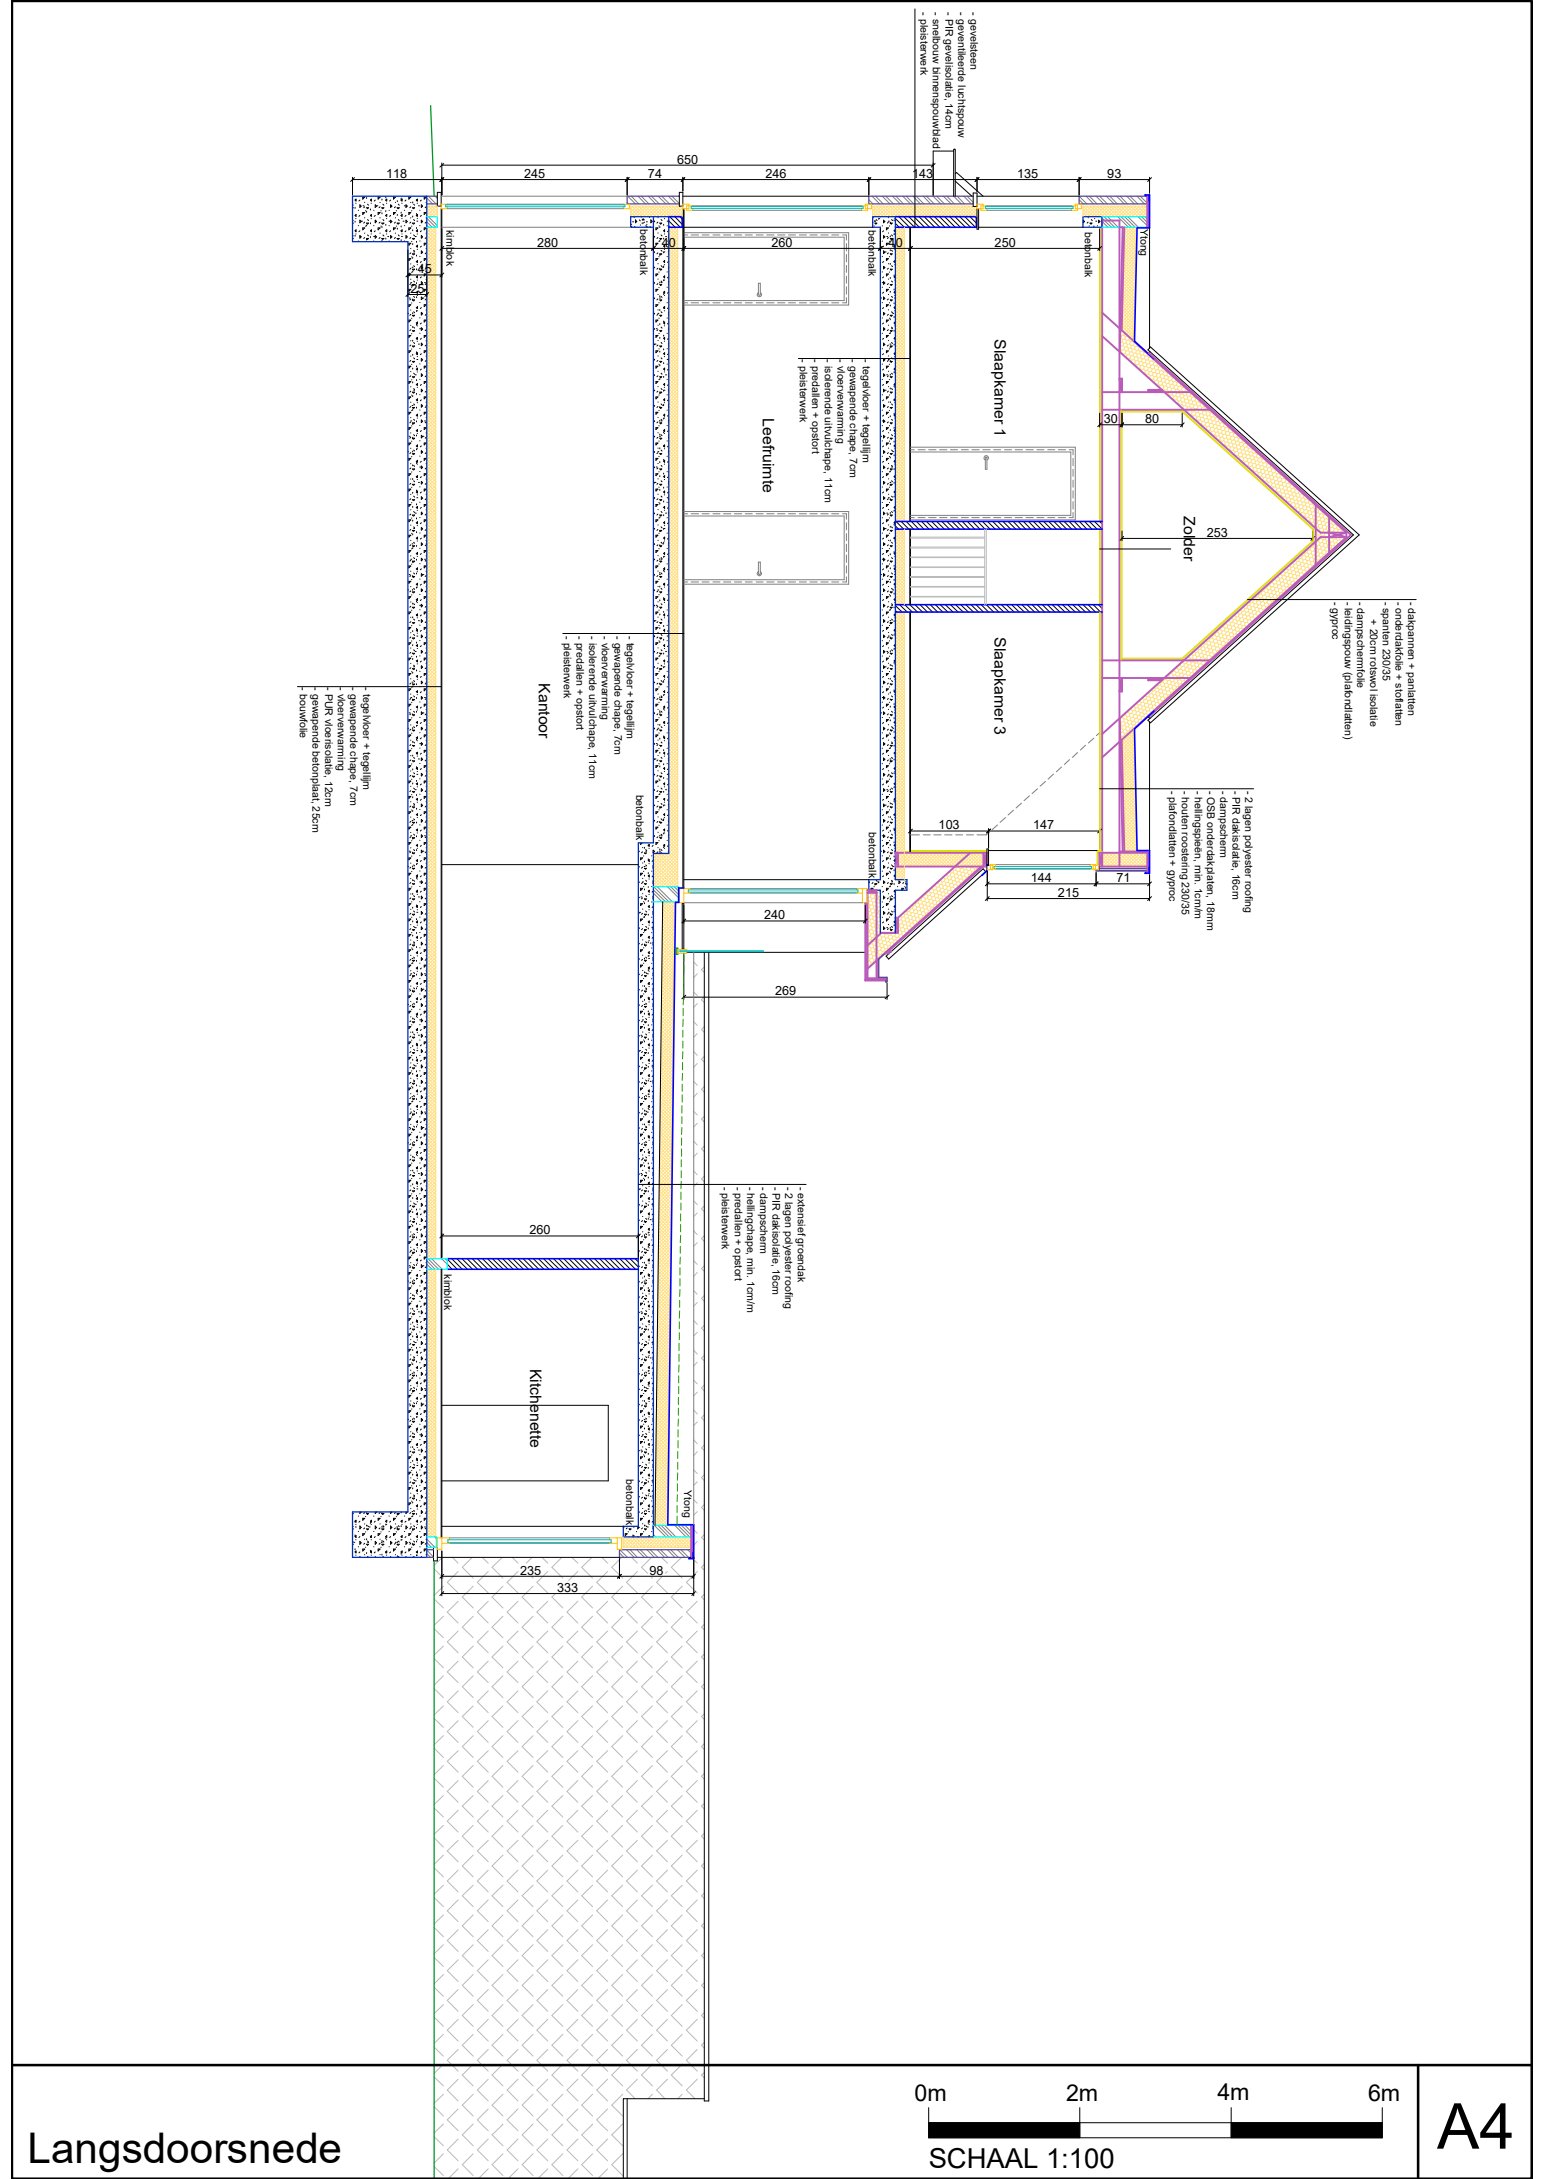 - gevelsteen
- geventileerde luchtspouw
- PIR gevelisolatie, 14cm
- snelbouw binnenspouwblad
- pleisterwerk
650
118
245
74
246
143
135
93
280
40
260
40
250
45
25
kimblok
betonbalk
betonbalk
betonbalk
Ytong
Slaapkamer 1
Leefruimte
- tegelvloer + tegellijm
- gewapende chape, 7cm
- vloerverwarming
- isolerende uitvulchape, 11cm
- predallen + opstort
- pleisterwerk
30
80
253
Zolder
- dakpannen + panlatten
- onderdakfolie + stoflatten
- spanten 230/35
+ 20cm rotswol isolatie
- dampschermfolie
- leidingspouw (plafondlatten)
- gyproc
Slaapkamer 3
Kantoor
- tegelvloer + tegellijm
- gewapende chape, 7cm
- vloerverwarming
- isolerende uitvulchape, 11cm
- predallen + opstort
- pleisterwerk
- tegelvloer + tegellijm
- gewapende chape, 7cm
- vloerverwarming
- PUR vloerisolatie, 12cm
- gewapende betonplaat, 25cm
- bouwfolie
- 2 lagen polyester roofing
- PIR dakisolatie, 16cm
- dampscherm
- OSB onderdakplaten, 18mm
- hellingspieën, min. 1cm/m
- houten roostering 230/35
- plafondlatten + gyproc
betonbalk
betonbalk
103
147
144
71
215
240
269
- extensief groendak
- 2 lagen polyester roofing
- PIR dakisolatie, 16cm
- dampscherm
- hellingchape, min. 1cm/m
- predallen + opstort
- pleisterwerk
260
kimblok
Kitchenette
betonbalk
Ytong
235
98
333
Langsdoorsnede
0m
2m
4m
6m
SCHAAL 1:100
A4